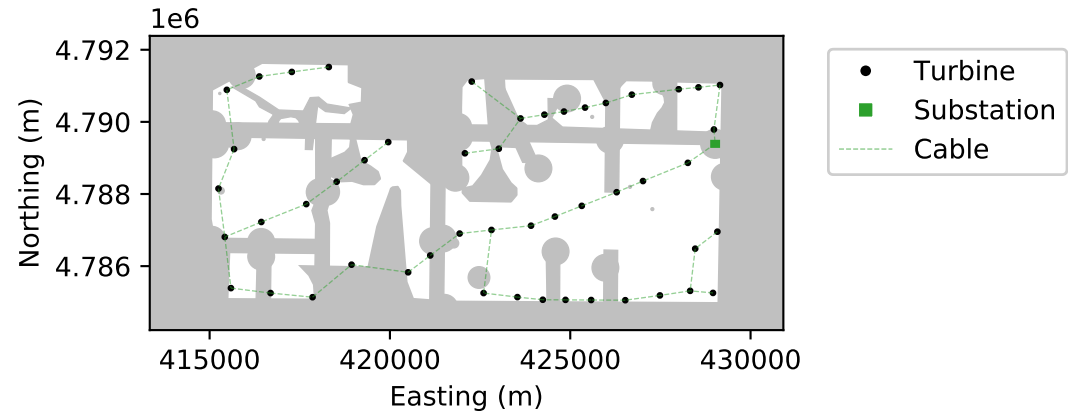 1e6
4.792
4.790
4.788
4.786
Northing (m)
415000 420000 425000 430000
Easting (m)
Turbine
Substation
Cable